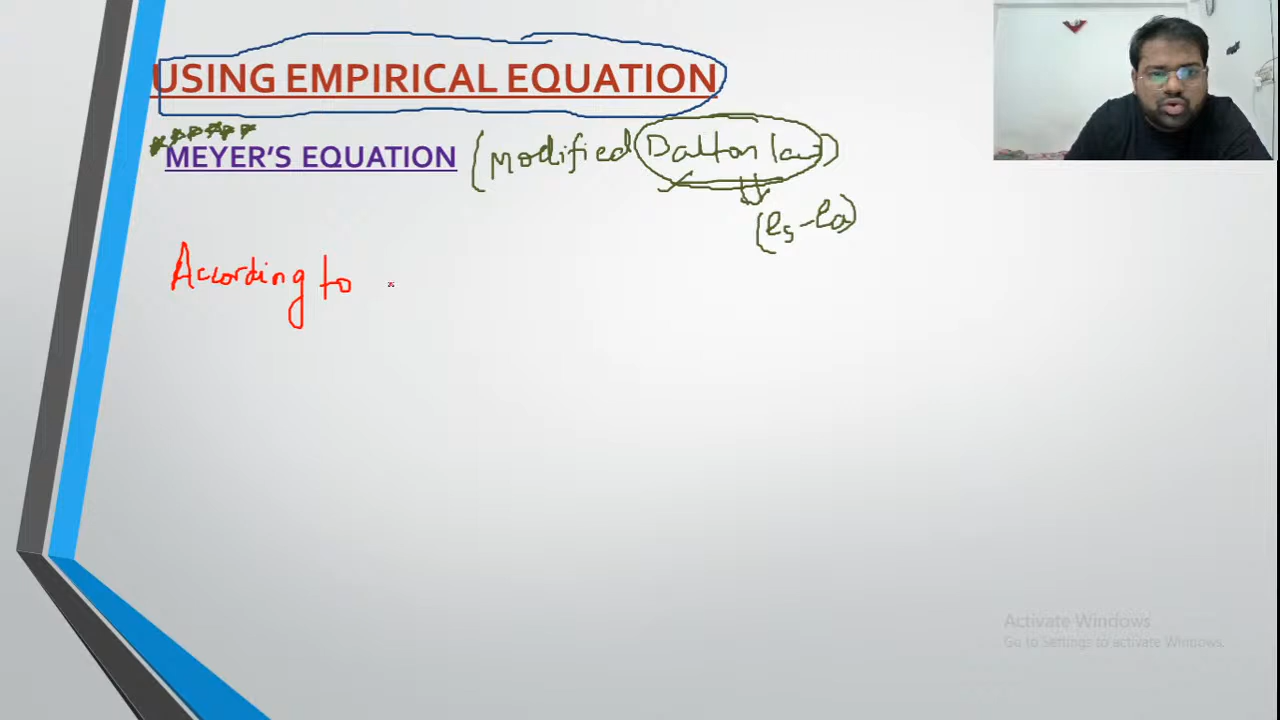 USING EMPIRICAL EQUATION
MEYER'S EQUATION (Modified Dalton law)
(es-ea)
According to
Activate Windows
Go to Settings to activate Windows.